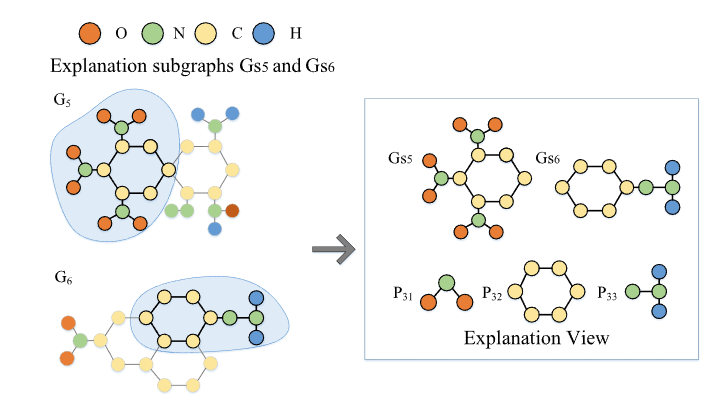 O N C H
Explanation subgraphs Gs5 and Gs6
G5
Gs5 Gs6
G6
P31 P32 P33
Explanation View